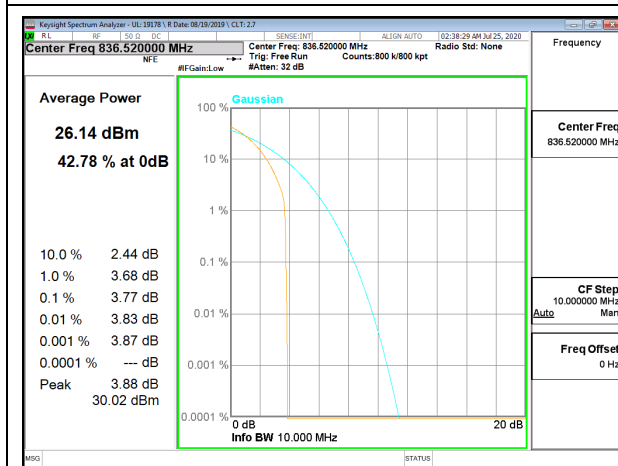 Keysight Spectrum Analyzer - UL: 19178 \ R Date: 08/19/2019 \ CLT: 2.7
RL RF 50 Ω DC SENSE:INT ALIGN AUTO 02:38:29 AM Jul 25, 2020
Center Freq 836.520000 MHz
NFE
#IFGain:Low
Center Freq: 836.520000 MHz
Trig: Free Run Counts:800 k/800 kpt
#Atten: 32 dB
Radio Std: None
Frequency
Average Power
26.14 dBm
42.78 % at 0dB
10.0 % 2.44 dB
1.0 % 3.68 dB
0.1 % 3.77 dB
0.01 % 3.83 dB
0.001 % 3.87 dB
0.0001 % --- dB
Peak 3.88 dB
30.02 dBm
Gaussian
100 %
10 %
1 %
0.1 %
0.01 %
0.001 %
0.0001 %
0 dB 20 dB
Info BW 10.000 MHz
Center Freq
836.520000 MHz
CF Step
10.000000 MHz
Auto Man
Freq Offset
0 Hz
MSG STATUS